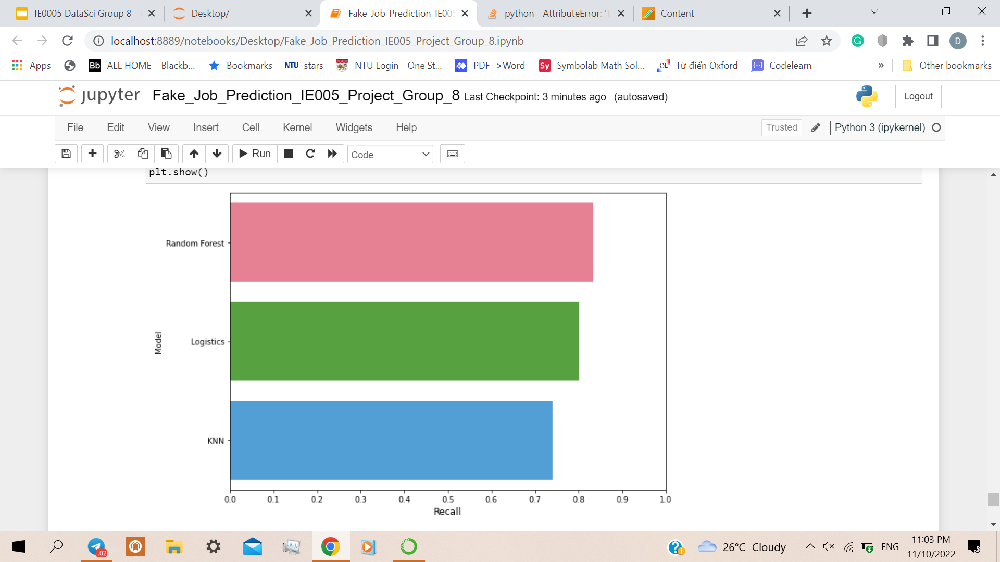 IE0005 DataSci Group 8 -
Desktop/
Fake_Job_Prediction_IE00
python - AttributeError: 'T
Content
localhost:8889/notebooks/Desktop/Fake_Job_Prediction_IE005_Project_Group_8.ipynb
D
Apps
Bb ALL HOME – Blackb...
Bookmarks
NTU stars
NTU Login - One St...
PDF ->Word
Sy Symbolab Math Sol...
OL Từ điển Oxford
Codelearn
»
Other bookmarks
jupyter Fake_Job_Prediction_IE005_Project_Group_8 Last Checkpoint: 3 minutes ago (autosaved)
Logout
File Edit View Insert Cell Kernel Widgets Help
Trusted
Python 3 (ipykernel)
Run
Code
plt.show()
Random Forest
Logistics
KNN
Model
0.0 0.1 0.2 0.3 0.4 0.5 0.6 0.7 0.8 0.9 1.0
Recall
..02
26°C Cloudy
ENG
11:03 PM
11/10/2022